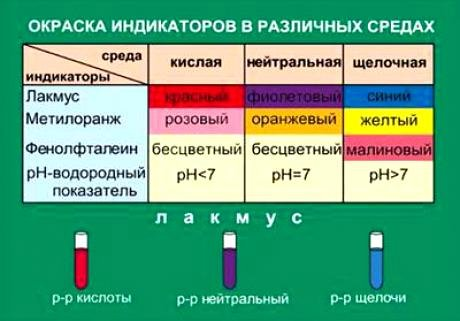 ОКРАСКА ИНДИКАТОРОВ В РАЗЛИЧНЫХ СРЕДАХ
среда
индикаторы
кислая нейтральная щелочная
Лакмус красный фиолетовый синий
Метилоранж розовый оранжевый желтый
Фенолфталеин бесцветный бесцветный малиновый
рН-водородный показатель рН<7 рН=7 рН>7
лакмус
р-р кислоты р-р нейтральный р-р щелочи